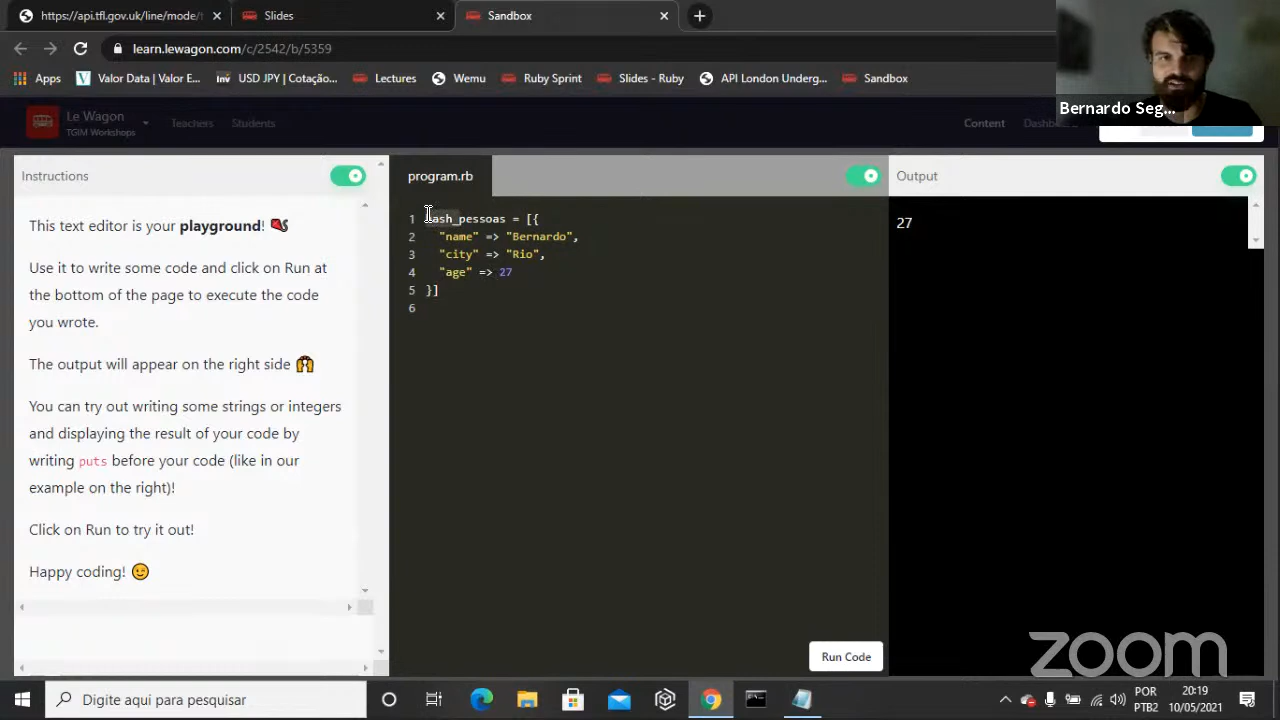 https://api.tfl.gov.uk/line/mode/t
Slides
Sandbox
learn.lewagon.com/c/2542/b/5359
Apps
Valor Data | Valor E...
USD JPY | Cotação...
Lectures
Wemu
Ruby Sprint
Slides - Ruby
API London Underg...
Sandbox
Bernardo Seg...
Le Wagon
TGIM Workshops
Teachers
Students
Content
Instructions
This text editor is your playground!
Use it to write some code and click on Run at
the bottom of the page to execute the code
you wrote.
The output will appear on the right side
You can try out writing some strings or integers
and displaying the result of your code by
writing puts before your code (like in our
example on the right)!
Click on Run to try it out!
Happy coding!
program.rb
1 hash_pessoas = [{
2 "name" => "Bernardo",
3 "city" => "Rio",
4 "age" => 27
5 }]
6
Run Code
Output
27
zoom
Digite aqui para pesquisar
POR
PTB2
20:19
10/05/2021